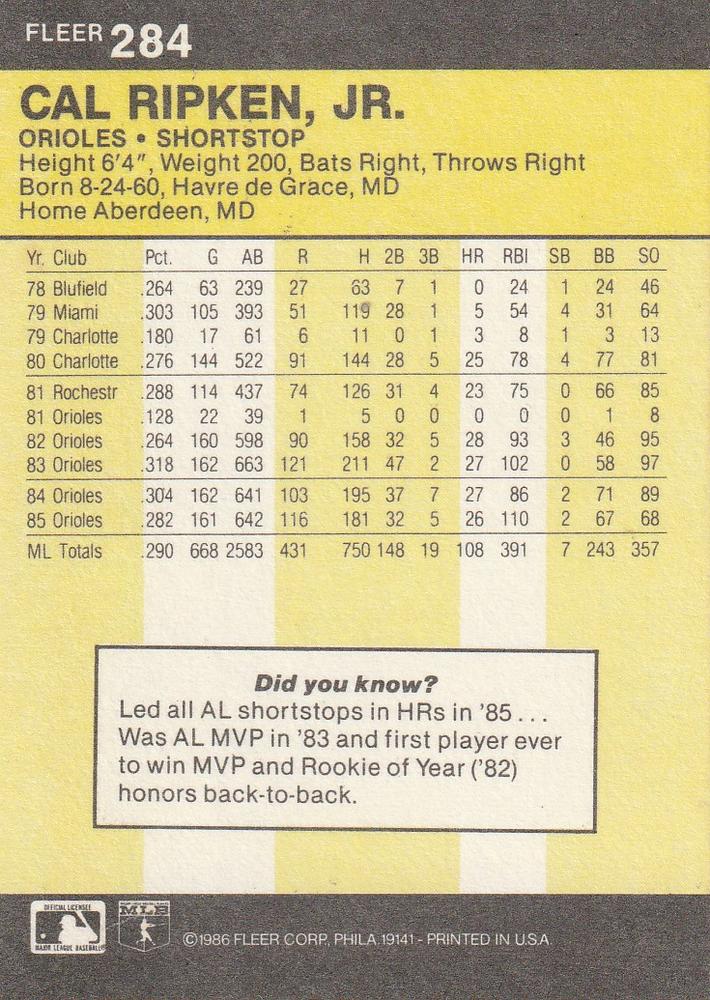 FLEER 284
CAL RIPKEN, JR.
ORIOLES • SHORTSTOP
Height 6'4", Weight 200, Bats Right, Throws Right
Born 8-24-60, Havre de Grace, MD
Home Aberdeen, MD
Yr. Club Pct. G AB R H 2B 3B HR RBI SB BB SO
78 Blufield .264 63 239 27 63 7 1 0 24 1 24 46
79 Miami .303 105 393 51 119 28 1 5 54 4 31 64
79 Charlotte .180 17 61 6 11 0 1 3 8 1 3 13
80 Charlotte .276 144 522 91 144 28 5 25 78 4 77 81
81 Rochestr .288 114 437 74 126 31 4 23 75 0 66 85
81 Orioles .128 22 39 1 5 0 0 0 0 0 1 8
82 Orioles .264 160 598 90 158 32 5 28 93 3 46 95
83 Orioles .318 162 663 121 211 47 2 27 102 0 58 97
84 Orioles .304 162 641 103 195 37 7 27 86 2 71 89
85 Orioles .282 161 642 116 181 32 5 26 110 2 67 68
ML Totals .290 668 2583 431 750 148 19 108 391 7 243 357
Did you know?
Led all AL shortstops in HRs in '85 . . .
Was AL MVP in '83 and first player ever
to win MVP and Rookie of Year ('82)
honors back-to-back.
OFFICIAL LICENSEE
MAJOR LEAGUE BASEBALL
MLB
©1986 FLEER CORP., PHILA. 19141 - PRINTED IN U.S.A.